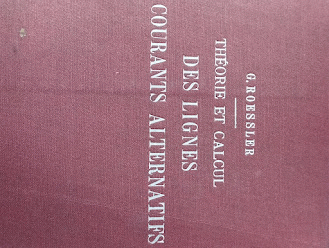 G. ROESSLER
THÉORIE ET CALCUL
DES LIGNES
COURANTS ALTERNATIFS